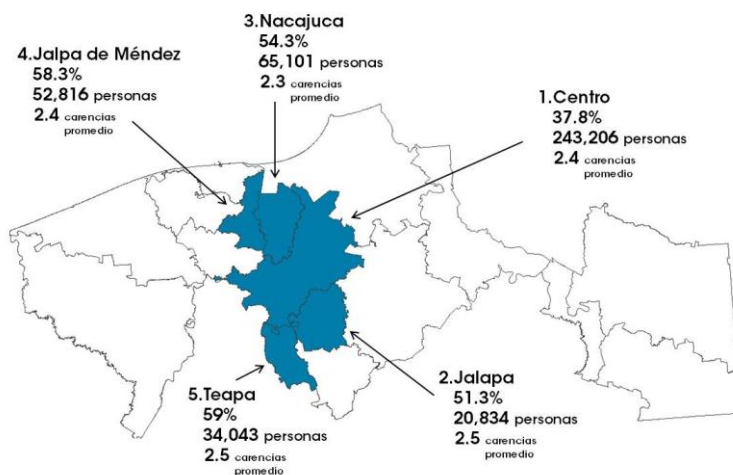 3.Nacajuca
54.3%
65,101 personas
2.3 carencias
promedio
4.Jalpa de Méndez
58.3%
52,816 personas
2.4 carencias
promedio
1.Centro
37.8%
243,206 personas
2.4 carencias
promedio
5.Teapa
59%
34,043 personas
2.5 carencias
promedio
2.Jalapa
51.3%
20,834 personas
2.5 carencias
promedio